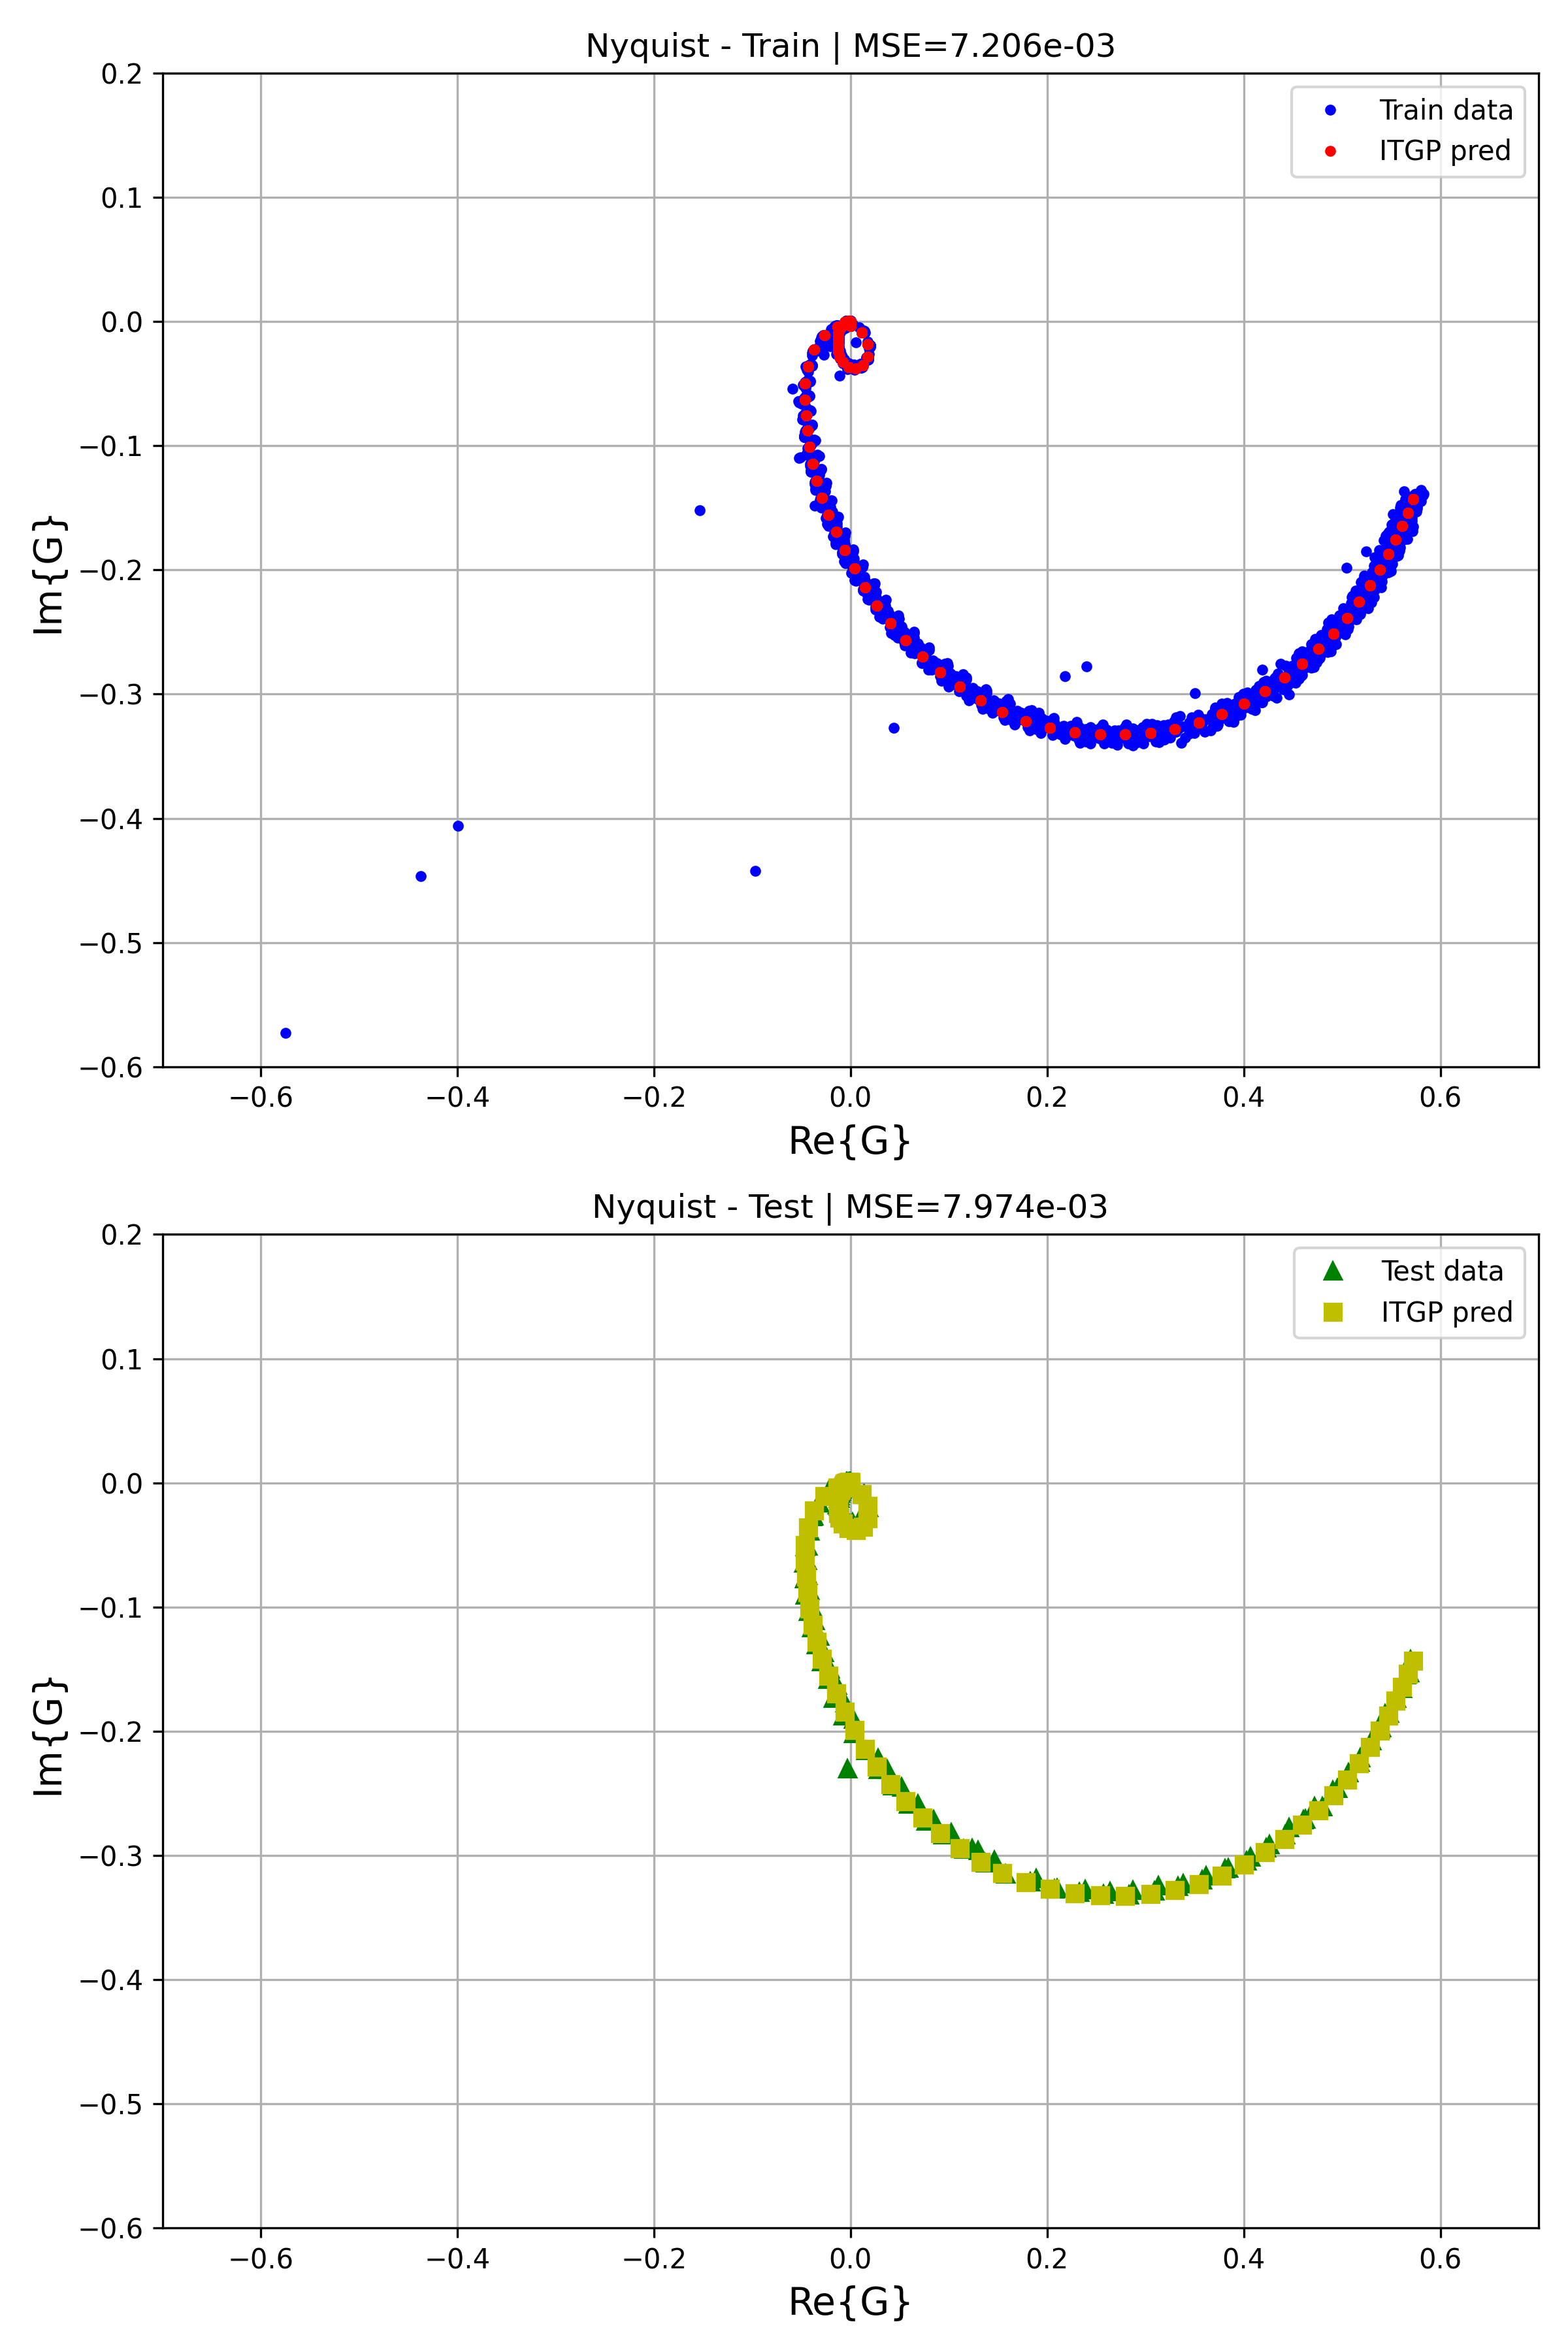 Nyquist - Train | MSE=7.206e-03
Train data
ITGP pred
0.2
0.1
0.0
−0.1
−0.2
−0.3
−0.4
−0.5
−0.6
Im{G}
−0.6 −0.4 −0.2 0.0 0.2 0.4 0.6
Re{G}
Nyquist - Test | MSE=7.974e-03
Test data
ITGP pred
0.2
0.1
0.0
−0.1
−0.2
−0.3
−0.4
−0.5
−0.6
Im{G}
−0.6 −0.4 −0.2 0.0 0.2 0.4 0.6
Re{G}